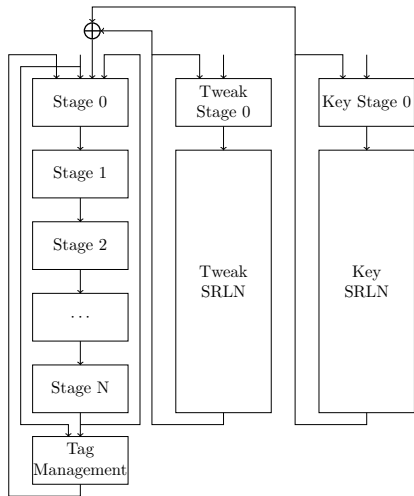 Stage 0
Tweak
Stage 0
Key Stage 0
Stage 1
Stage 2
Tweak
SRLN
Key
SRLN
...
Stage N
Tag
Management